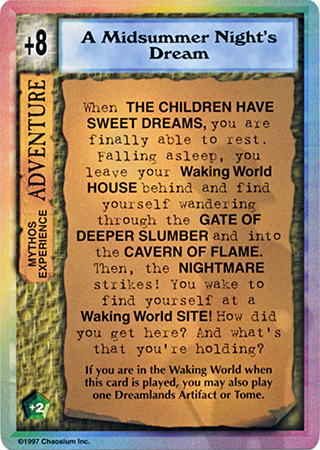 +8
A Midsummer Night's
Dream
MYTHOS
EXPERIENCE
ADVENTURE
When THE CHILDREN HAVE
SWEET DREAMS, you are
finally able to rest.
Falling asleep, you
leave your Waking World
HOUSE behind and find
yourself wandering
through the GATE OF
DEEPER SLUMBER and into
the CAVERN OF FLAME.
Then, the NIGHTMARE
strikes! You wake to
find yourself at a
Waking World SITE! How did
you get here? And what's
that you're holding?
If you are in the Waking World when
this card is played, you may also play
one Dreamlands Artifact or Tome.
+2
©1997 Chaosium Inc.